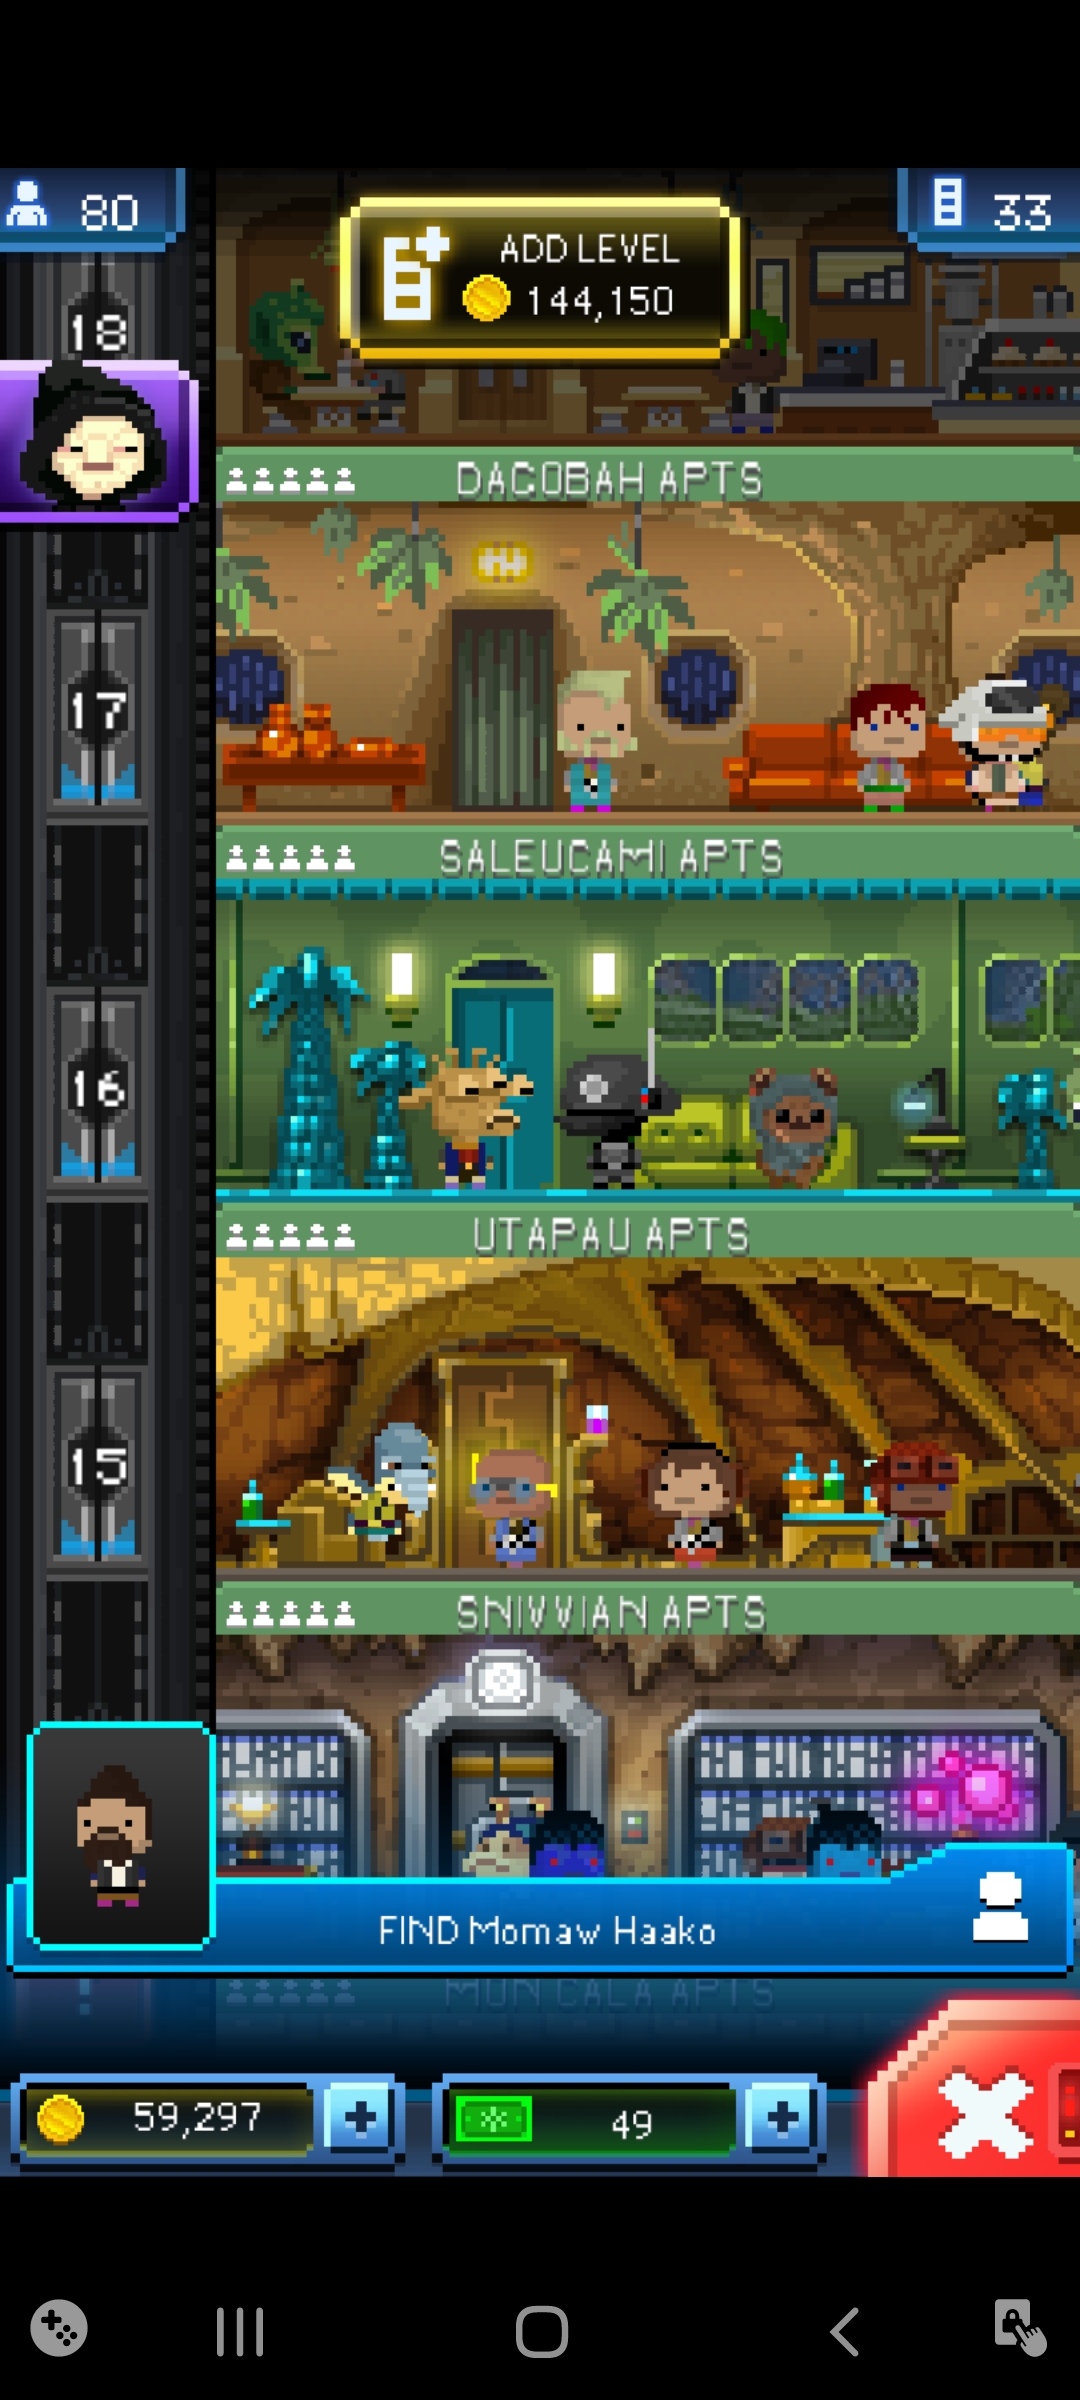 80
33
ADD LEVEL
144,150
18
DAGOBAH APTS
17
SALEUCAMI APTS
16
UTAPAU APTS
15
SNIVVIAN APTS
FIND Momaw Haako
MON CALA APTS
59,297
49